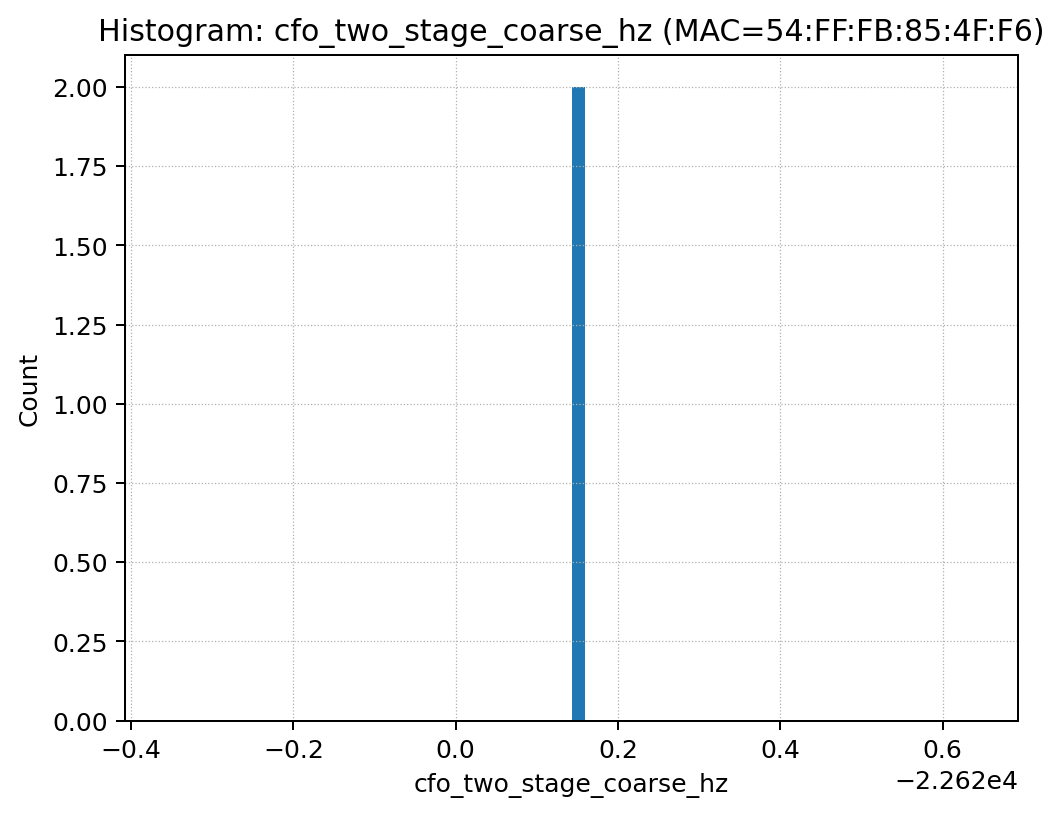 Histogram: cfo_two_stage_coarse_hz (MAC=54:FF:FB:85:4F:F6)
2.00
1.75
1.50
1.25
1.00
0.75
0.50
0.25
0.00
Count
−0.4 −0.2 0.0 0.2 0.4 0.6
cfo_two_stage_coarse_hz
−2.262e4